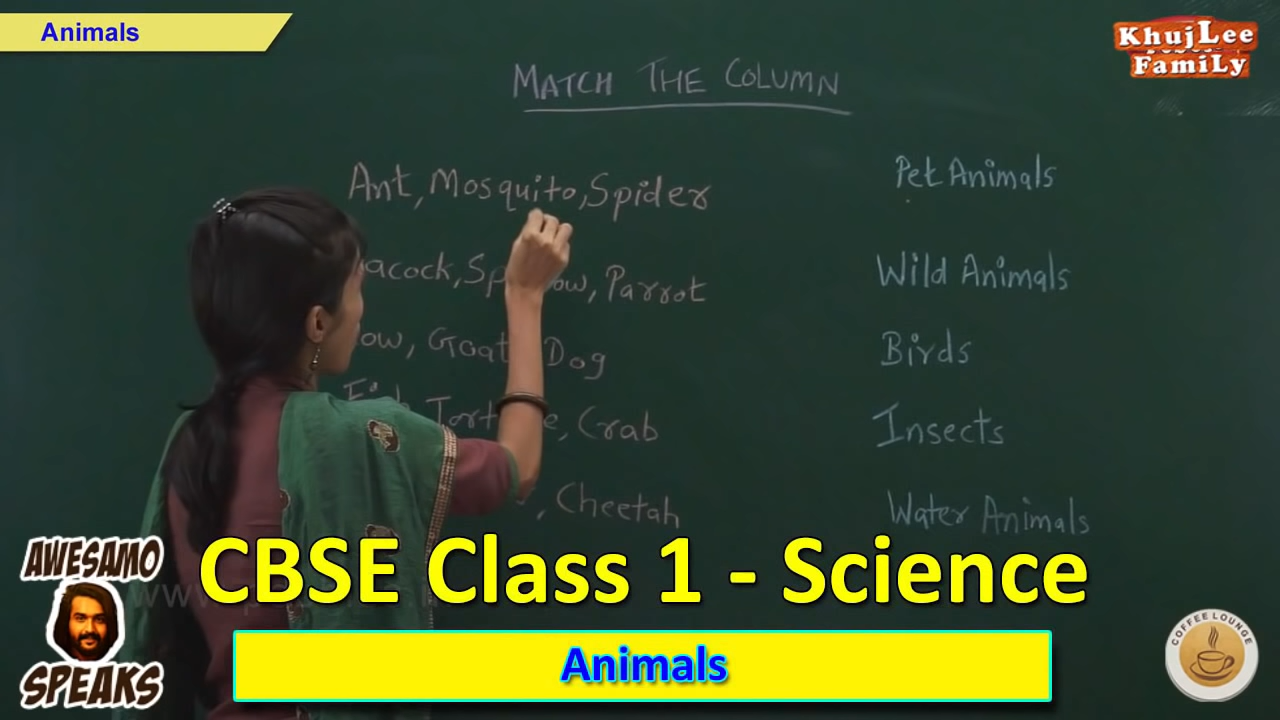 Animals
KhujLee
FamiLy
MATCH THE COLUMN
Ant, Mosquito, Spider
Pet Animals
acock, Sp ow, Parrot
Wild Animals
ow, Goat Dog
Birds
Tort e, Crab
Insects
, Cheetah
Water Animals
AWESAMO
SPEAKS
CBSE Class 1 - Science
Animals
COFFEE LOUNGE